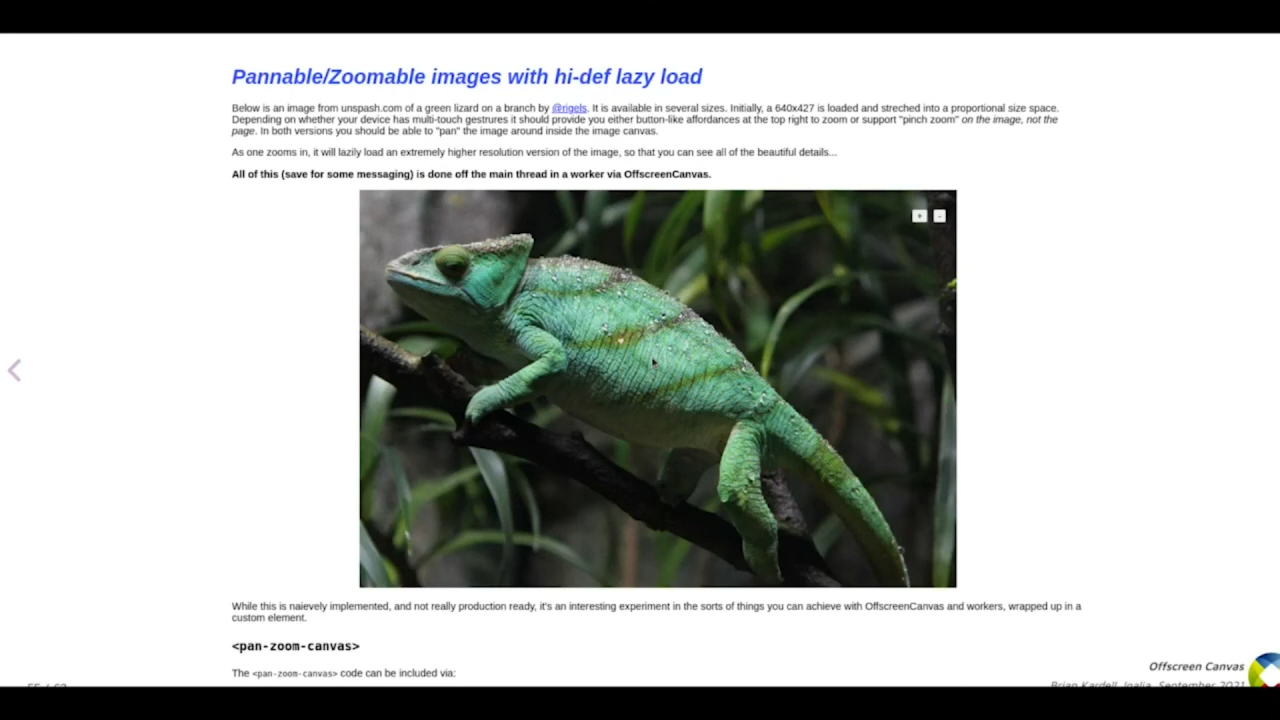 Pannable/Zoomable images with hi-def lazy load
Below is an image from unspash.com of a green lizard on a branch by @rigels. It is available in several sizes. Initially, a 640x427 is loaded and streched into a proportional size space.
Depending on whether your device has multi-touch gestrures it should provide you either button-like affordances at the top right to zoom or support "pinch zoom" on the image, not the
page. In both versions you should be able to "pan" the image around inside the image canvas.
As one zooms in, it will lazily load an extremely higher resolution version of the image, so that you can see all of the beautiful details...
All of this (save for some messaging) is done off the main thread in a worker via OffscreenCanvas.
+ -
While this is naievely implemented, and not really production ready, it's an interesting experiment in the sorts of things you can achieve with OffscreenCanvas and workers, wrapped up in a
custom element.
<pan-zoom-canvas>
The <pan-zoom-canvas> code can be included via:
Offscreen Canvas
Brian Kardell, Igalia, September 2021